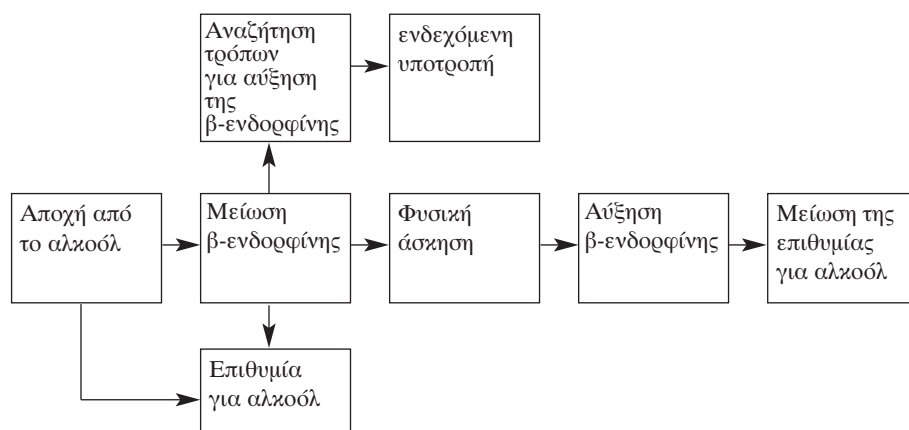 Αναζήτηση
τρόπων
για αύξηση
της
β-ενδορφίνης
ενδεχόμενη
υποτροπή
Αποχή από
το αλκοόλ
Μείωση
β-ενδορφίνης
Φυσική
άσκηση
Αύξηση
β-ενδορφίνης
Μείωση της
επιθυμίας
για αλκοόλ
Επιθυμία
για αλκοόλ